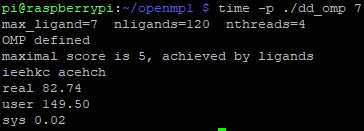 pi@raspberrypi:~/openmpl $ time -p ./dd_omp 7
max_ligand=7  nligands=120  nthreads=4
OMP defined
maximal score is 5, achieved by ligands
ieehkc acehch
real 82.74
user 149.50
sys 0.02